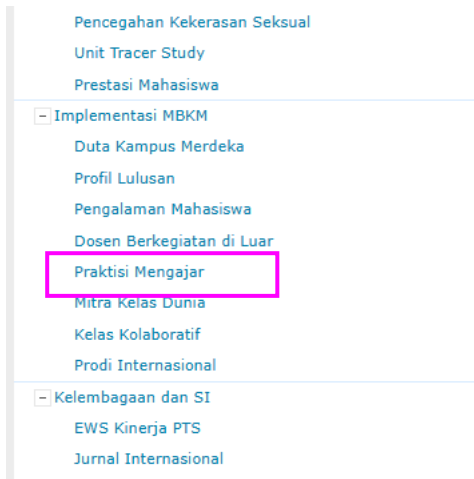 Pencegahan Kekerasan Seksual
Unit Tracer Study
Prestasi Mahasiswa
Implementasi MBKM
Duta Kampus Merdeka
Profil Lulusan
Pengalaman Mahasiswa
Dosen Berkegiatan di Luar
Praktisi Mengajar
Mitra Kelas Dunia
Kelas Kolaboratif
Prodi Internasional
Kelembagaan dan SI
EWS Kinerja PTS
Jurnal Internasional